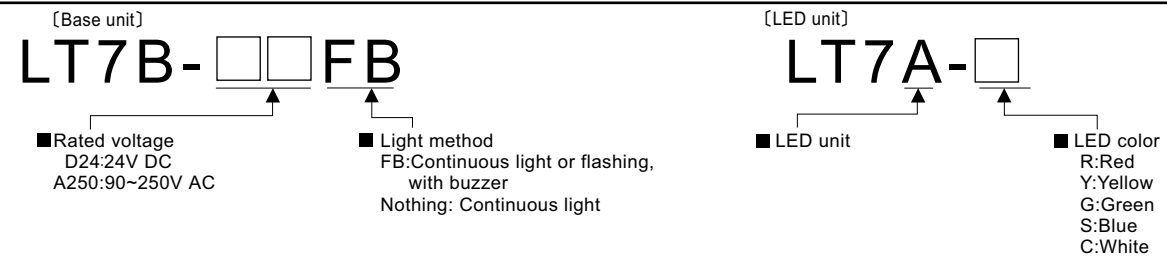 〔Base unit〕
LT7B-□□FB
■Rated voltage
D24:24V DC
A250:90~250V AC
■ Light method
FB:Continuous light or flashing,
with buzzer
Nothing: Continuous light
〔LED unit〕
LT7A-□
■ LED unit
■ LED color
R:Red
Y:Yellow
G:Green
S:Blue
C:White